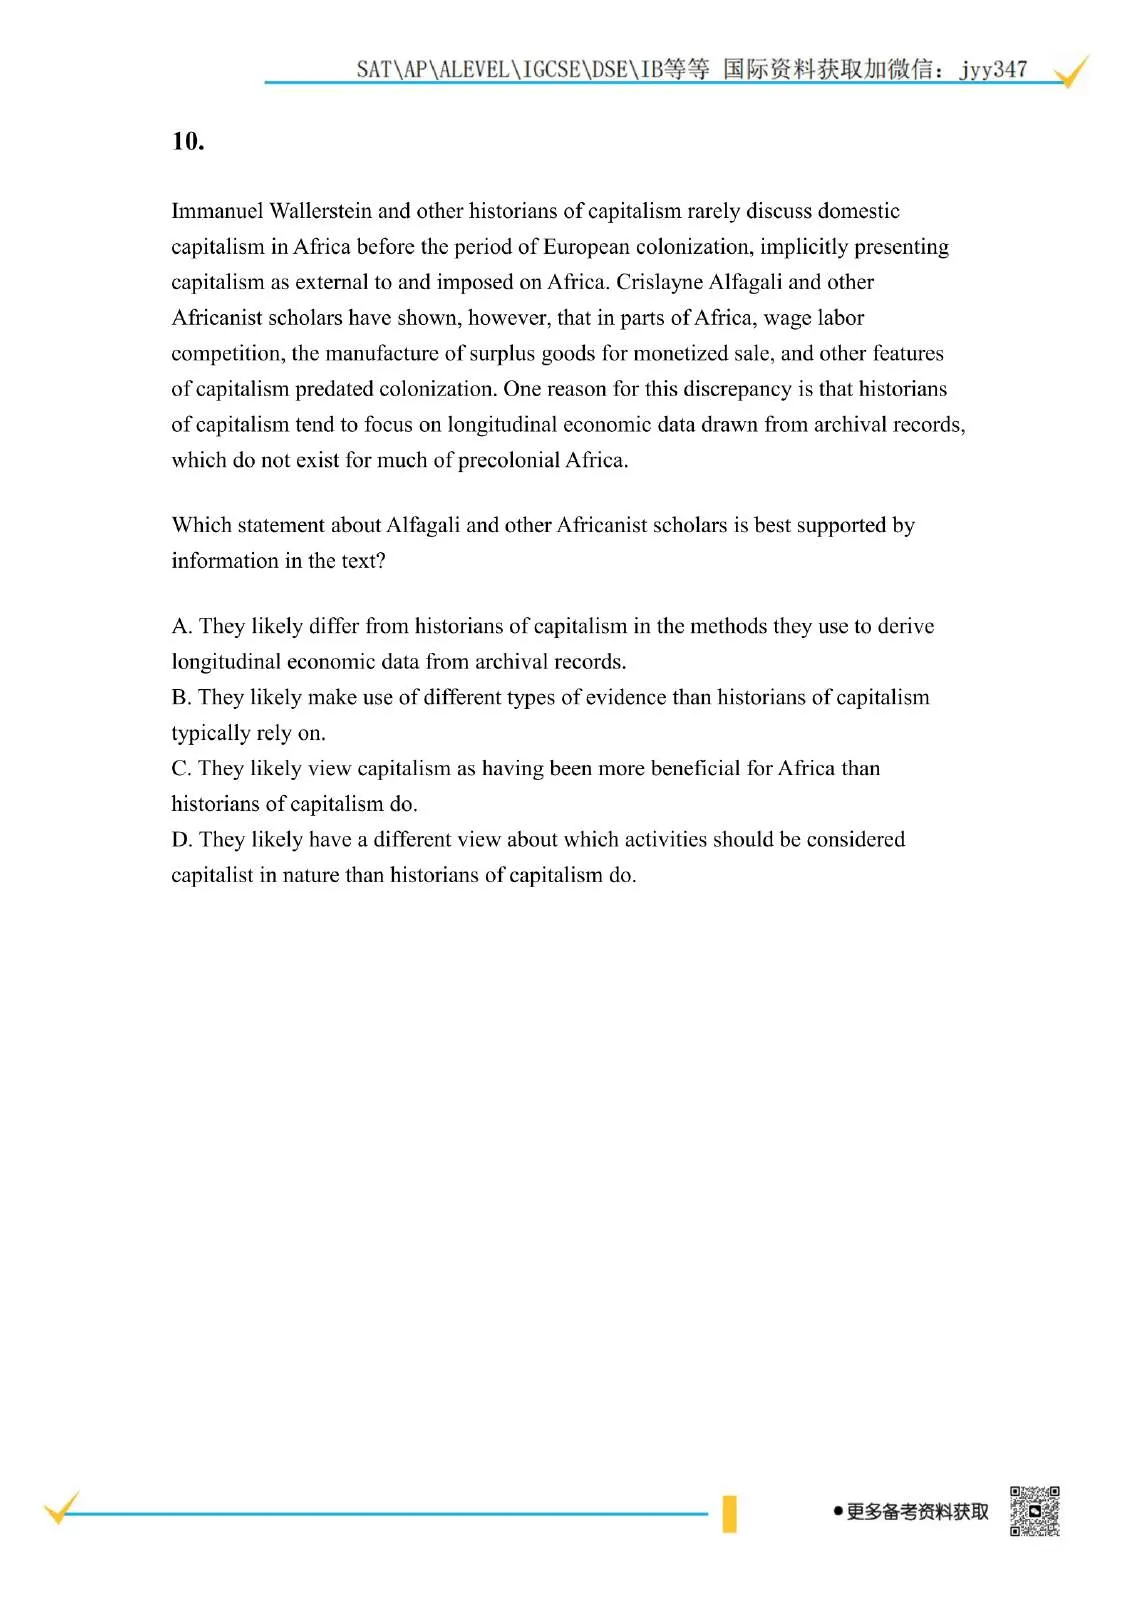 SAT\AP\ALEVEL\IGCSE\DSE\IB等等 国际资料获取加微信：jyy347
10.
Immanuel Wallerstein and other historians of capitalism rarely discuss domestic
capitalism in Africa before the period of European colonization, implicitly presenting
capitalism as external to and imposed on Africa. Crislayne Alfagali and other
Africanist scholars have shown, however, that in parts of Africa, wage labor
competition, the manufacture of surplus goods for monetized sale, and other features
of capitalism predated colonization. One reason for this discrepancy is that historians
of capitalism tend to focus on longitudinal economic data drawn from archival records,
which do not exist for much of precolonial Africa.
Which statement about Alfagali and other Africanist scholars is best supported by
information in the text?
A. They likely differ from historians of capitalism in the methods they use to derive
longitudinal economic data from archival records.
B. They likely make use of different types of evidence than historians of capitalism
typically rely on.
C. They likely view capitalism as having been more beneficial for Africa than
historians of capitalism do.
D. They likely have a different view about which activities should be considered
capitalist in nature than historians of capitalism do.
•更多备考资料获取